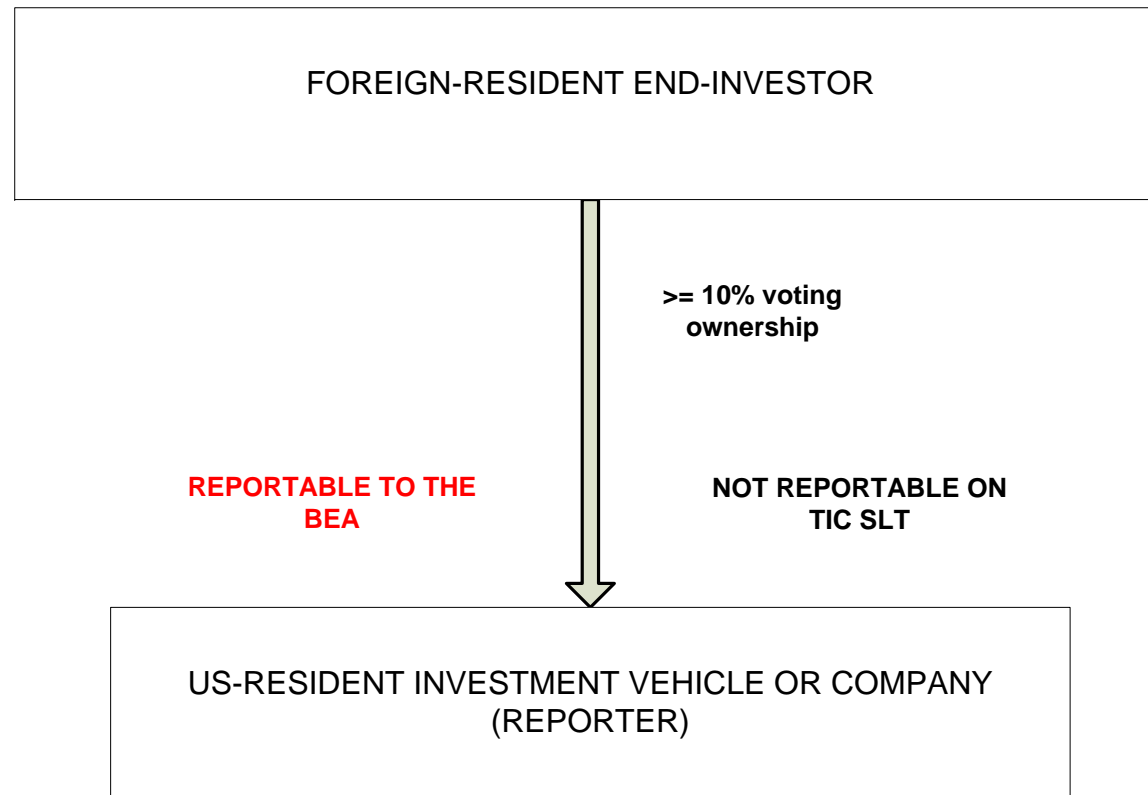 FOREIGN-RESIDENT END-INVESTOR
>= 10% voting
ownership
REPORTABLE TO THE
BEA
NOT REPORTABLE ON
TIC SLT
US-RESIDENT INVESTMENT VEHICLE OR COMPANY
(REPORTER)